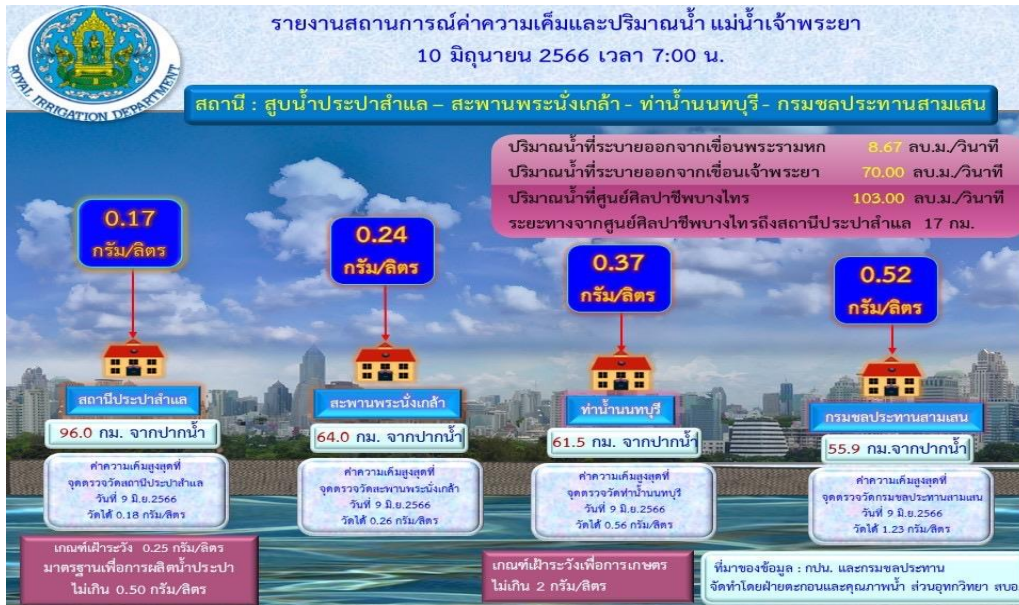 รายงานสถานการณ์ค่าความเค็มและปริมาณน้ำ แม่น้ำเจ้าพระยา
10 มิถุนายน 2566 เวลา 7:00 น.
ROYAL IRRIGATION DEPARTMENT
สถานี : สูบน้ำประปาสำแล – สะพานพระนั่งเกล้า - ท่าน้ำนนทบุรี - กรมชลประทานสามเสน
ปริมาณน้ำที่ระบายออกจากเขื่อนพระรามหก 8.67 ลบ.ม./วินาที
ปริมาณน้ำที่ระบายออกจากเขื่อนเจ้าพระยา 70.00 ลบ.ม./วินาที
ปริมาณน้ำที่ศูนย์ศิลปาชีพบางไทร 103.00 ลบ.ม./วินาที
ระยะทางจากศูนย์ศิลปาชีพบางไทรถึงสถานีประปาสำแล 17 กม.
0.17
กรัม/ลิตร
สถานีประปาสำแล
96.0 กม. จากปากน้ำ
ค่าความเค็มสูงสุดที่
จุดตรวจวัดสถานีประปาสำแล
วันที่ 9 มิ.ย.2566
วัดได้ 0.18 กรัม/ลิตร
0.24
กรัม/ลิตร
สะพานพระนั่งเกล้า
64.0 กม. จากปากน้ำ
ค่าความเค็มสูงสุดที่
จุดตรวจวัดสะพานพระนั่งเกล้า
วันที่ 9 มิ.ย.2566
วัดได้ 0.26 กรัม/ลิตร
0.37
กรัม/ลิตร
ท่าน้ำนนทบุรี
61.5 กม. จากปากน้ำ
ค่าความเค็มสูงสุดที่
จุดตรวจวัดท่าน้ำนนทบุรี
วันที่ 9 มิ.ย.2566
วัดได้ 0.56 กรัม/ลิตร
0.52
กรัม/ลิตร
กรมชลประทานสามเสน
55.9 กม.จากปากน้ำ
ค่าความเค็มสูงสุดที่
จุดตรวจวัดกรมชลประทานสามเสน
วันที่ 9 มิ.ย.2566
วัดได้ 1.23 กรัม/ลิตร
เกณฑ์เฝ้าระวัง 0.25 กรัม/ลิตร
มาตรฐานเพื่อการผลิตน้ำประปา
ไม่เกิน 0.50 กรัม/ลิตร
เกณฑ์เฝ้าระวังเพื่อการเกษตร
ไม่เกิน 2 กรัม/ลิตร
ที่มาของข้อมูล : กปน. และกรมชลประทาน
จัดทำโดยฝ่ายตะกอนและคุณภาพน้ำ ส่วนอุทกวิทยา สบอ